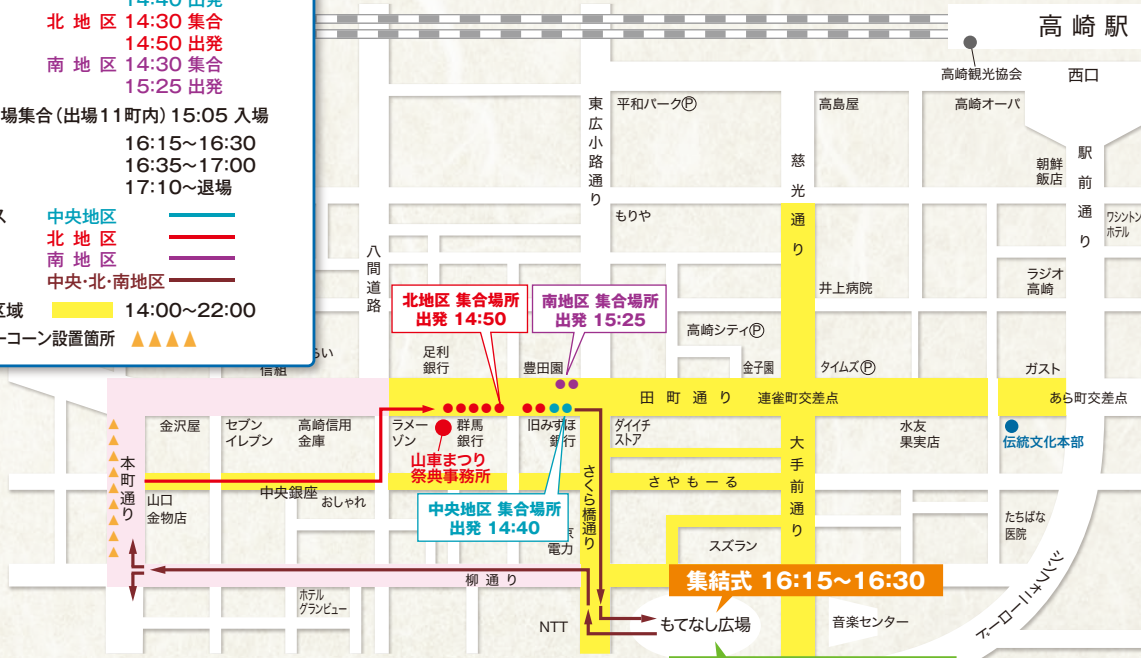 14:40 出発
北 地 区 14:30 集合
14:50 出発
南 地 区 14:30 集合
15:25 出発
場集合(出場11町内)15:05 入場
16:15〜16:30
16:35〜17:00
17:10〜退場
ス 中央地区
北 地 区
南 地 区
中央・北・南地区
区域 14:00〜22:00
ーコーン設置箇所
高崎駅
高崎観光協会
西口
平和パークⓅ
高島屋
高崎オーパ
東広小路通り
慈光通り
朝鮮
飯店
駅前通り
もりや
ワシントン
ホテル
八間道路
ラジオ
高崎
井上病院
北地区 集合場所
出発 14:50
南地区 集合場所
出発 15:25
高崎シティⓅ
らい
信組
足利
銀行
豊田園
金子園
タイムズⓅ
ガスト
田町通り
連雀町交差点
あら町交差点
金沢屋
セブン
イレブン
高崎信用
金庫
ラメー
ゾン
群馬
銀行
旧みずほ
銀行
ダイイチ
ストア
水友
果実店
伝統文化本部
山車まつり
祭典事務所
本町通り
大手前通り
さくら橋通り
さやもーる
中央銀座
おしゃれ
山口
金物店
中央地区 集合場所
出発 14:40
京
電力
スズラン
たちばな
医院
シンフォニーロード
柳通り
集結式 16:15〜16:30
ホテル
グランビュー
NTT
もてなし広場
音楽センター